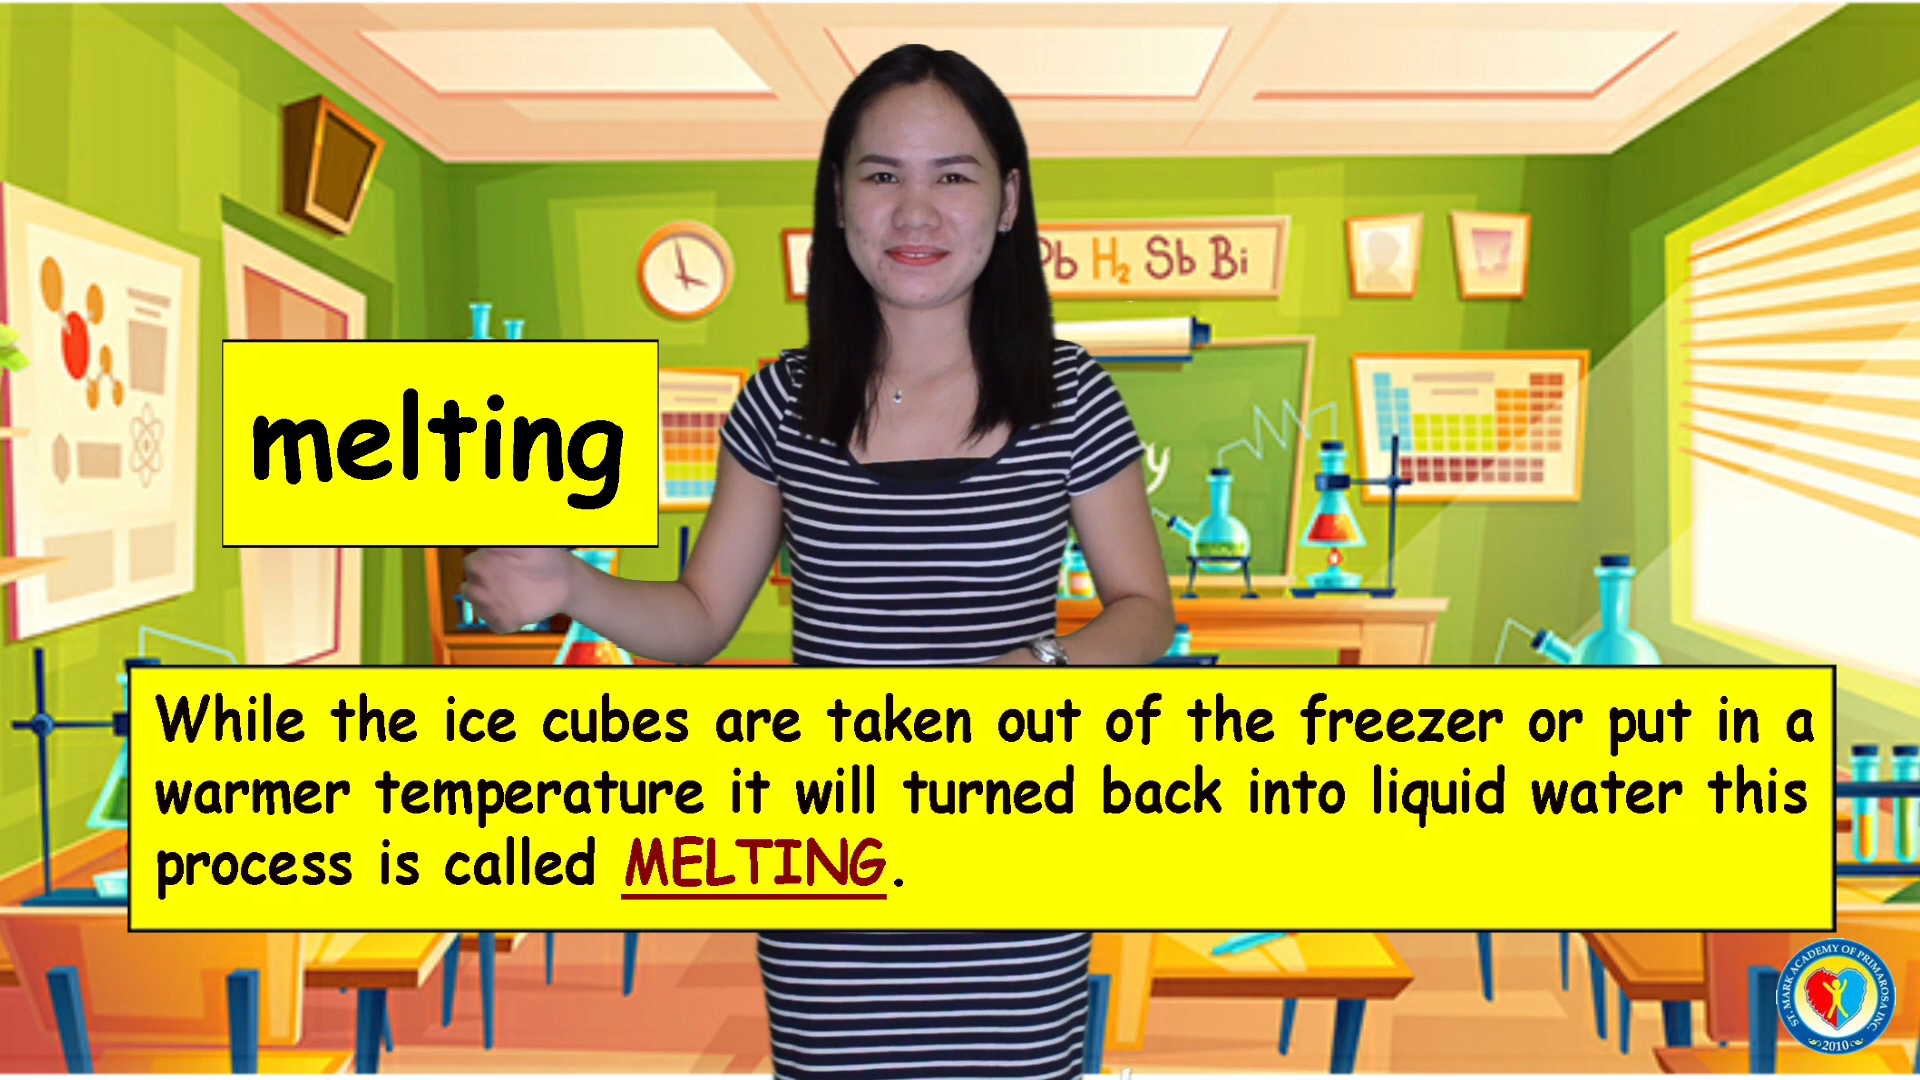 Pb H₂ Sb Bi
melting
y
While the ice cubes are taken out of the freezer or put in a
warmer temperature it will turned back into liquid water this
process is called MELTING.
ST. MARK ACADEMY OF PRIMAROSA INC.
2010